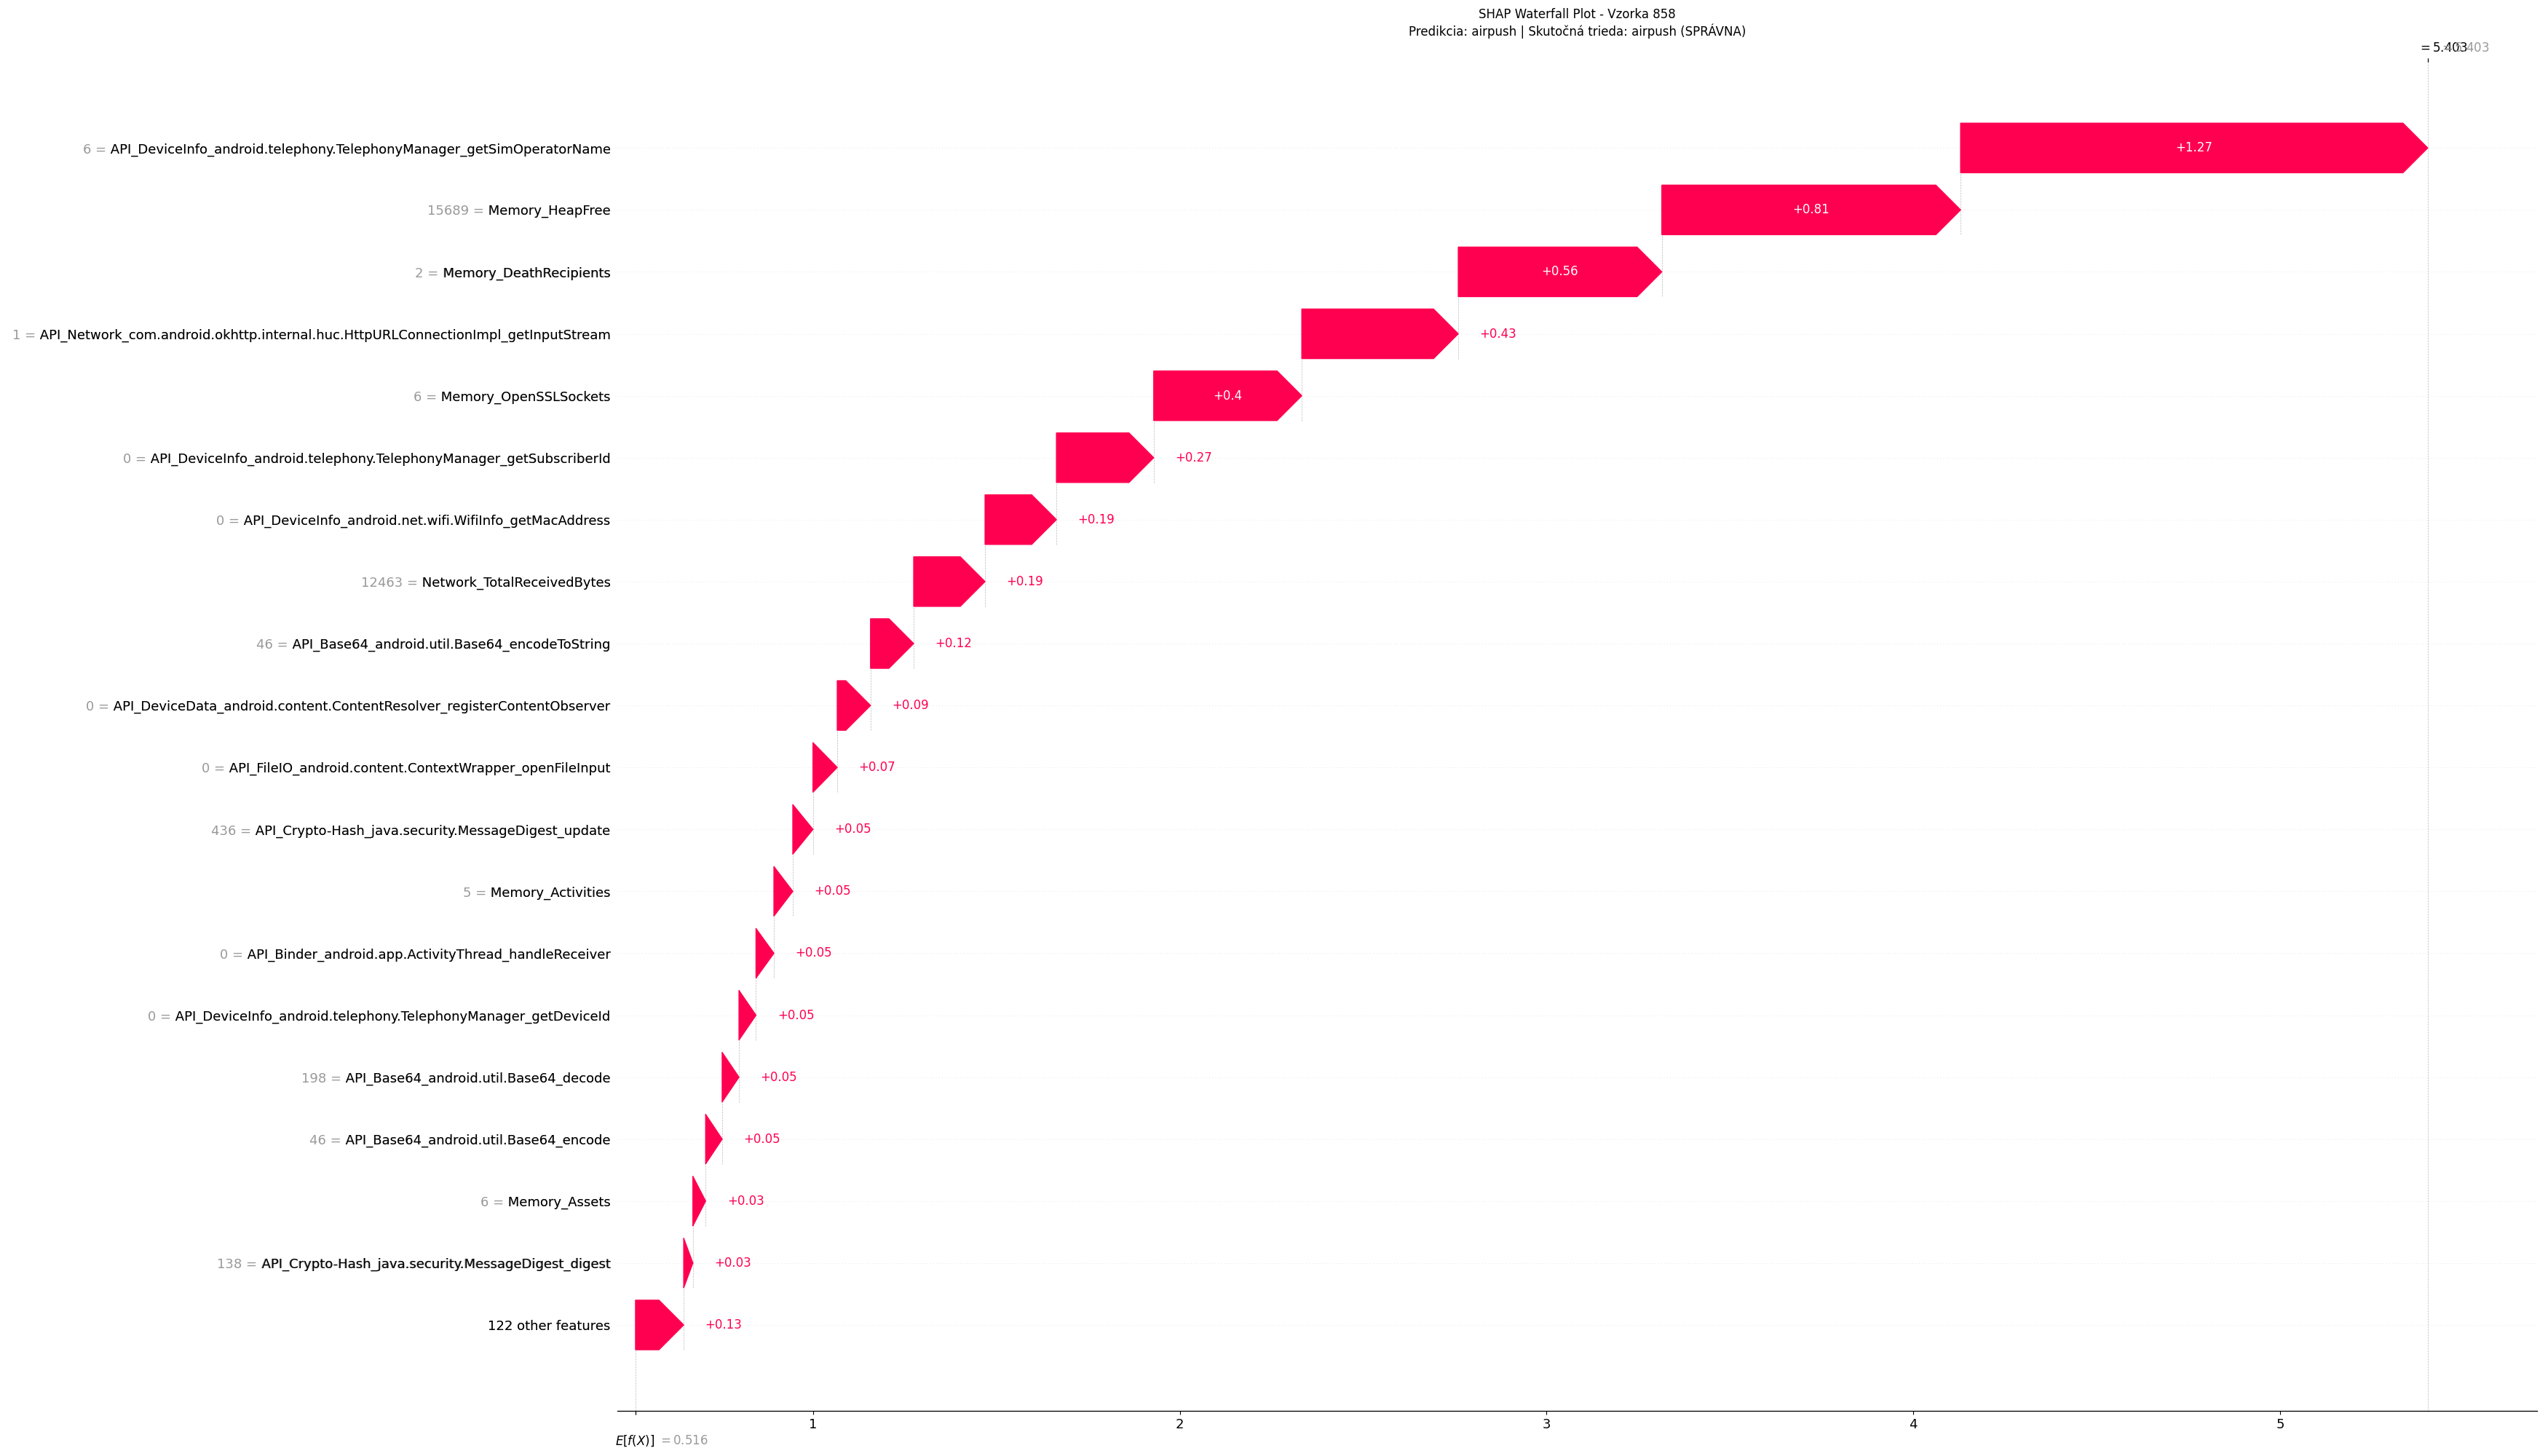 SHAP Waterfall Plot - Vzorka 858
Predikcia: airpush | Skutočná trieda: airpush (SPRÁVNA)
= 5.403
6 = API_DeviceInfo_android.telephony.TelephonyManager_getSimOperatorName
+1.27
15689 = Memory_HeapFree
+0.81
2 = Memory_DeathRecipients
+0.56
1 = API_Network_com.android.okhttp.internal.huc.HttpURLConnectionImpl_getInputStream
+0.43
6 = Memory_OpenSSLSockets
+0.4
0 = API_DeviceInfo_android.telephony.TelephonyManager_getSubscriberId
+0.27
0 = API_DeviceInfo_android.net.wifi.WifiInfo_getMacAddress
+0.19
12463 = Network_TotalReceivedBytes
+0.19
46 = API_Base64_android.util.Base64_encodeToString
+0.12
0 = API_DeviceData_android.content.ContentResolver_registerContentObserver
+0.09
0 = API_FileIO_android.content.ContextWrapper_openFileInput
+0.07
436 = API_Crypto-Hash_java.security.MessageDigest_update
+0.05
5 = Memory_Activities
+0.05
0 = API_Binder_android.app.ActivityThread_handleReceiver
+0.05
0 = API_DeviceInfo_android.telephony.TelephonyManager_getDeviceId
+0.05
198 = API_Base64_android.util.Base64_decode
+0.05
46 = API_Base64_android.util.Base64_encode
+0.05
6 = Memory_Assets
+0.03
138 = API_Crypto-Hash_java.security.MessageDigest_digest
+0.03
122 other features
+0.13
1 2 3 4 5
E[f(X)] = 0.516